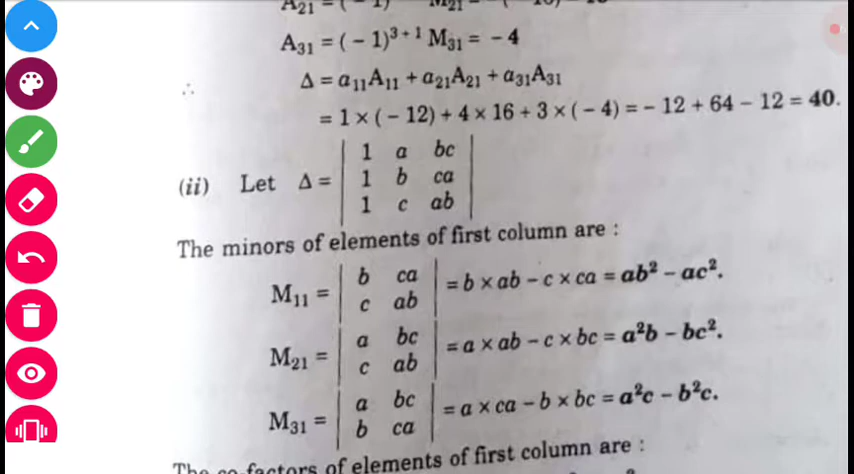 A₃₁ = (– 1)³⁺¹ M₃₁ = – 4
∴ Δ = a₁₁A₁₁ + a₂₁A₂₁ + a₃₁A₃₁
= 1 × (– 12) + 4 × 16 + 3 × (– 4) = – 12 + 64 – 12 = 40.
(ii) Let Δ = | 1 a bc |
| 1 b ca |
| 1 c ab |
The minors of elements of first column are :
M₁₁ = | b ca | = b × ab – c × ca = ab² – ac².
| c ab |
M₂₁ = | a bc | = a × ab – c × bc = a²b – bc².
| c ab |
M₃₁ = | a bc | = a × ca – b × bc = a²c – b²c.
| b ca |
The co-factors of elements of first column are :